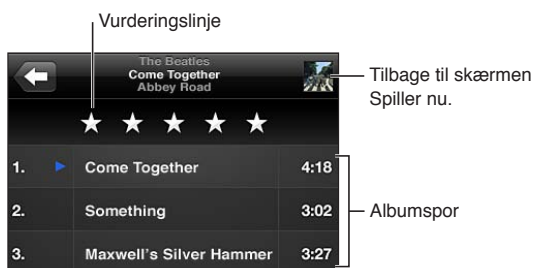 Vurderingslinje
The Beatles
Come Together
Abbey Road
Tilbage til skærmen
Spiller nu.
1. Come Together 4:18
2. Something 3:02
3. Maxwell's Silver Hammer 3:27
Albumspor